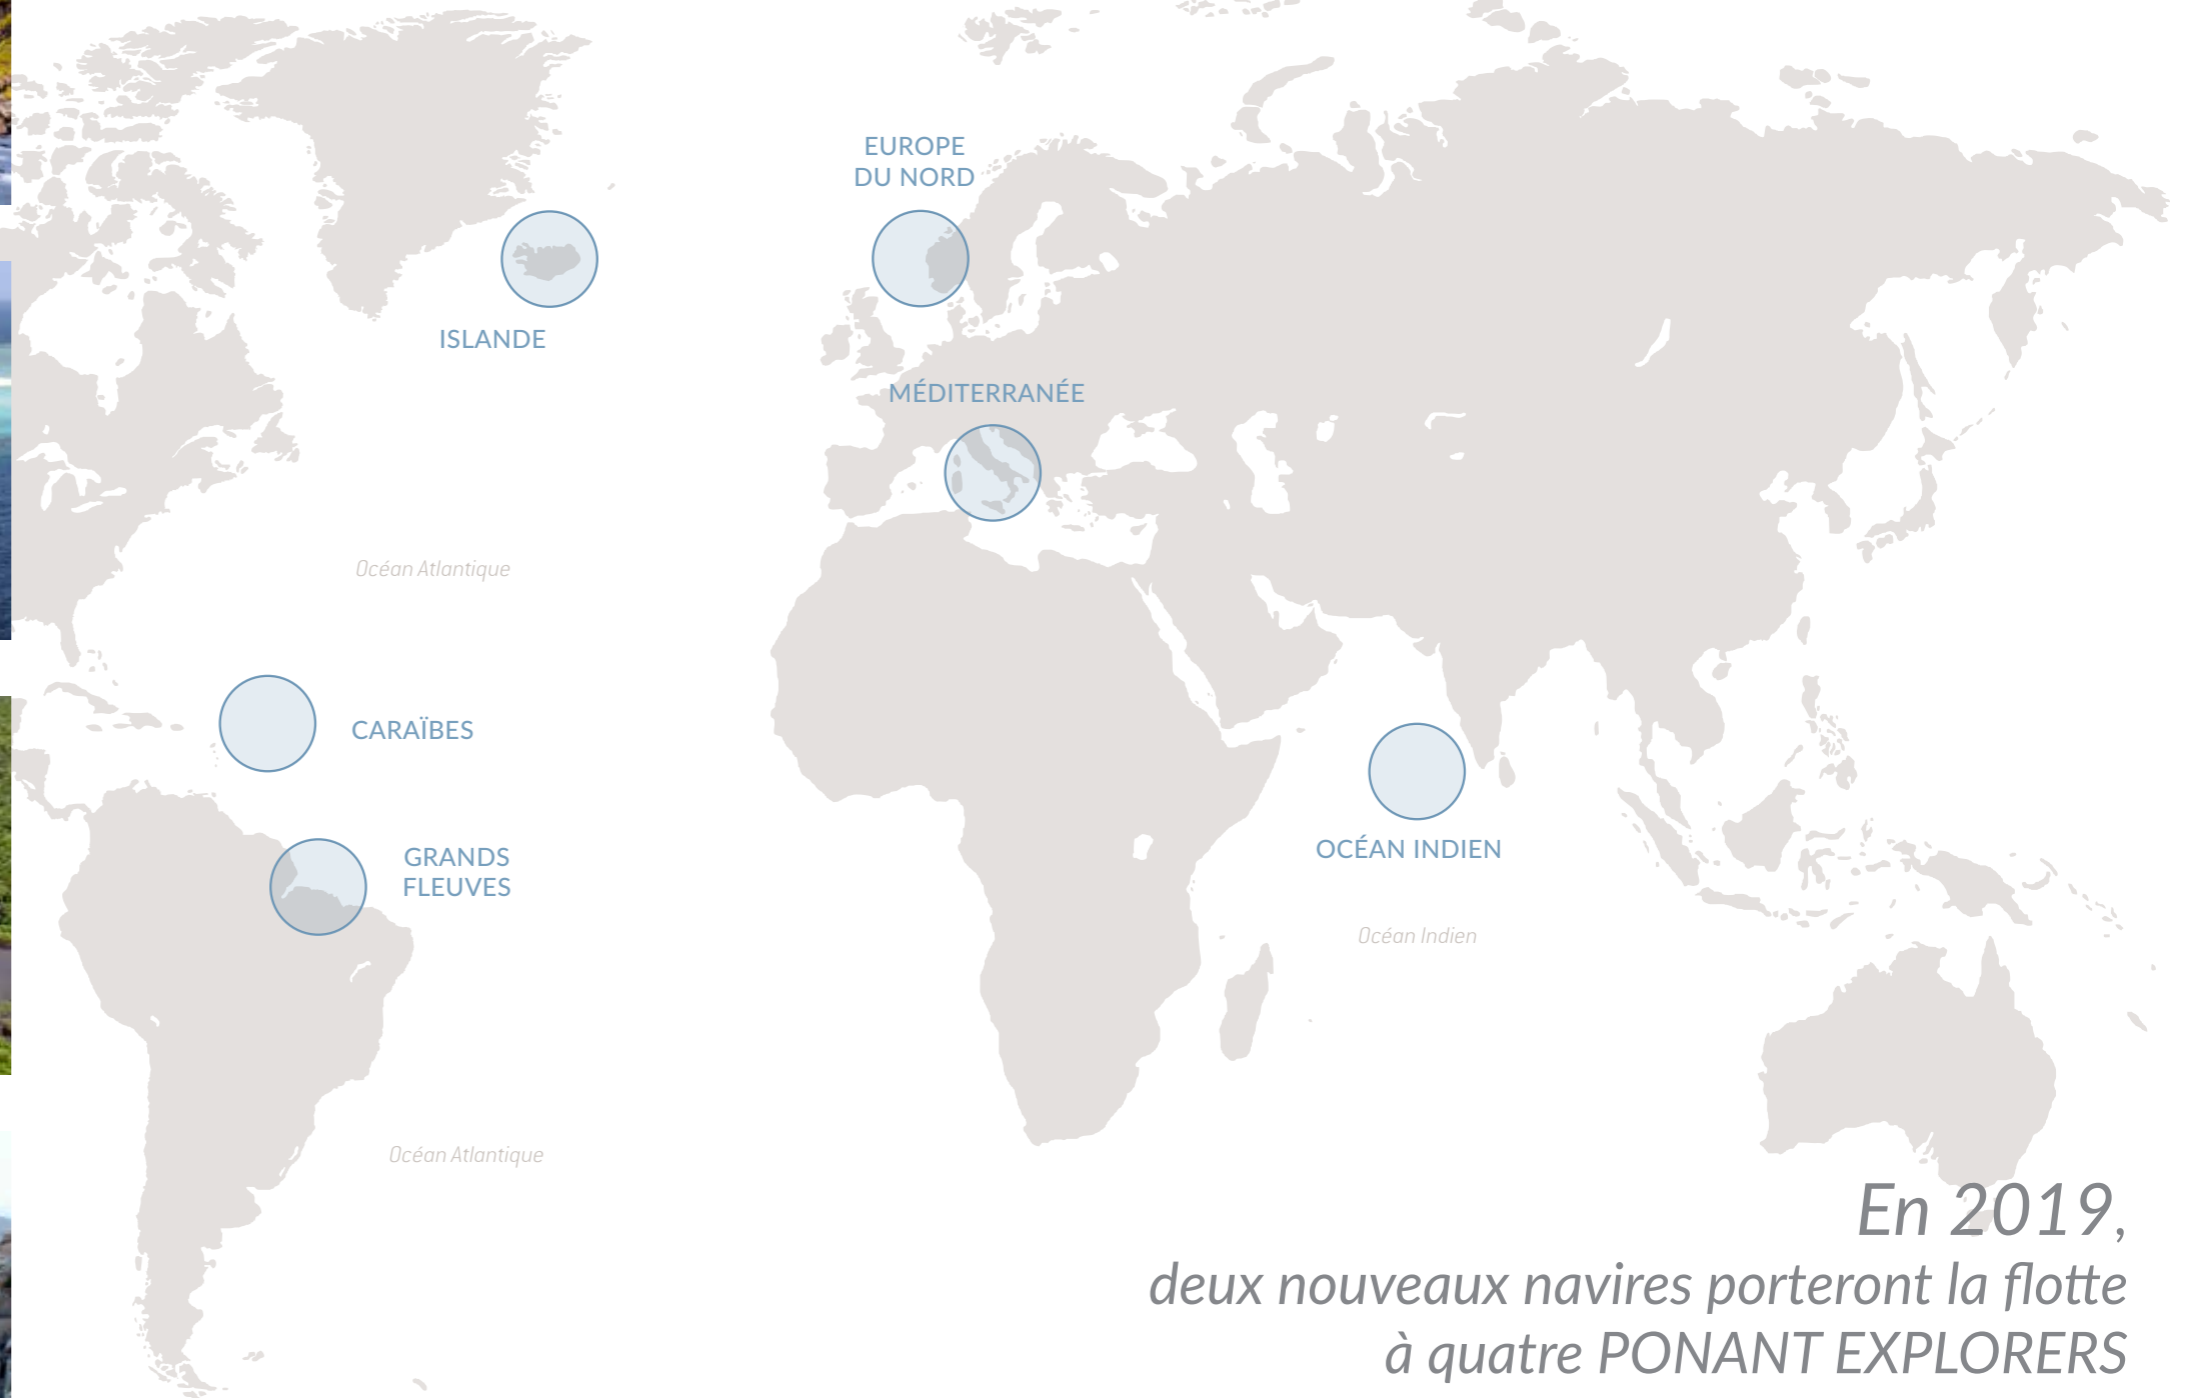 EUROPE
DU NORD
ISLANDE
MÉDITERRANÉE
Océan Atlantique
CARAÏBES
OCÉAN INDIEN
GRANDS
FLEUVES
Océan Indien
Océan Atlantique
En 2019,
deux nouveaux navires porteront la flotte
à quatre PONANT EXPLORERS